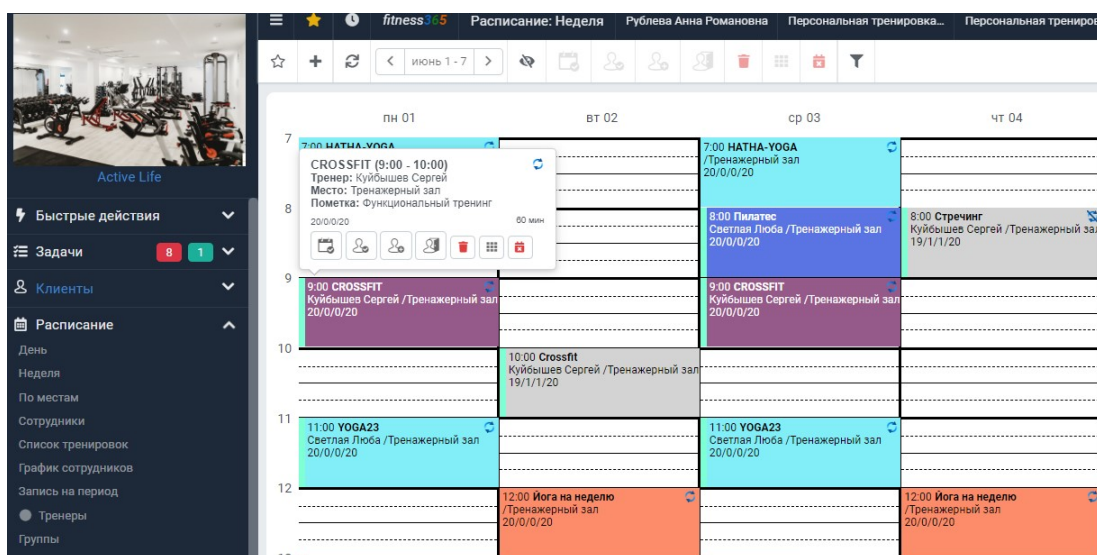 fitness365 Расписание: Неделя Рублева Анна Романовна Персональная тренировка... Персональная трениров
июнь 1 - 7
Active Life
Быстрые действия
Задачи 8 1
Клиенты
Расписание
День
Неделя
По местам
Сотрудники
Список тренировок
График сотрудников
Запись на период
Тренеры
Группы
пн 01 вт 02 ср 03 чт 04
7
8
9
10
11
12
7:00 HATHA-YOGA
CROSSFIT (9:00 - 10:00)
Тренер: Куйбышев Сергей
Место: Тренажерный зал
Пометка: Функциональный тренинг
20/0/0/20 60 мин
9:00 CROSSFIT
Куйбышев Сергей /Тренажерный зал
20/0/0/20
11:00 YOGA23
Светлая Люба /Тренажерный зал
20/0/0/20
10:00 Crossfit
Куйбышев Сергей /Тренажерный зал
19/1/1/20
12:00 Йога на неделю
/Тренажерный зал
20/0/0/20
7:00 HATHA-YOGA
/Тренажерный зал
20/0/0/20
8:00 Пилатес
Светлая Люба /Тренажерный зал
20/0/0/20
9:00 CROSSFIT
Куйбышев Сергей /Тренажерный зал
20/0/0/20
11:00 YOGA23
Светлая Люба /Тренажерный зал
20/0/0/20
8:00 Стречинг
Куйбышев Сергей /Тренажерный за
19/1/1/20
12:00 Йога на неделю
/Тренажерный зал
20/0/0/20